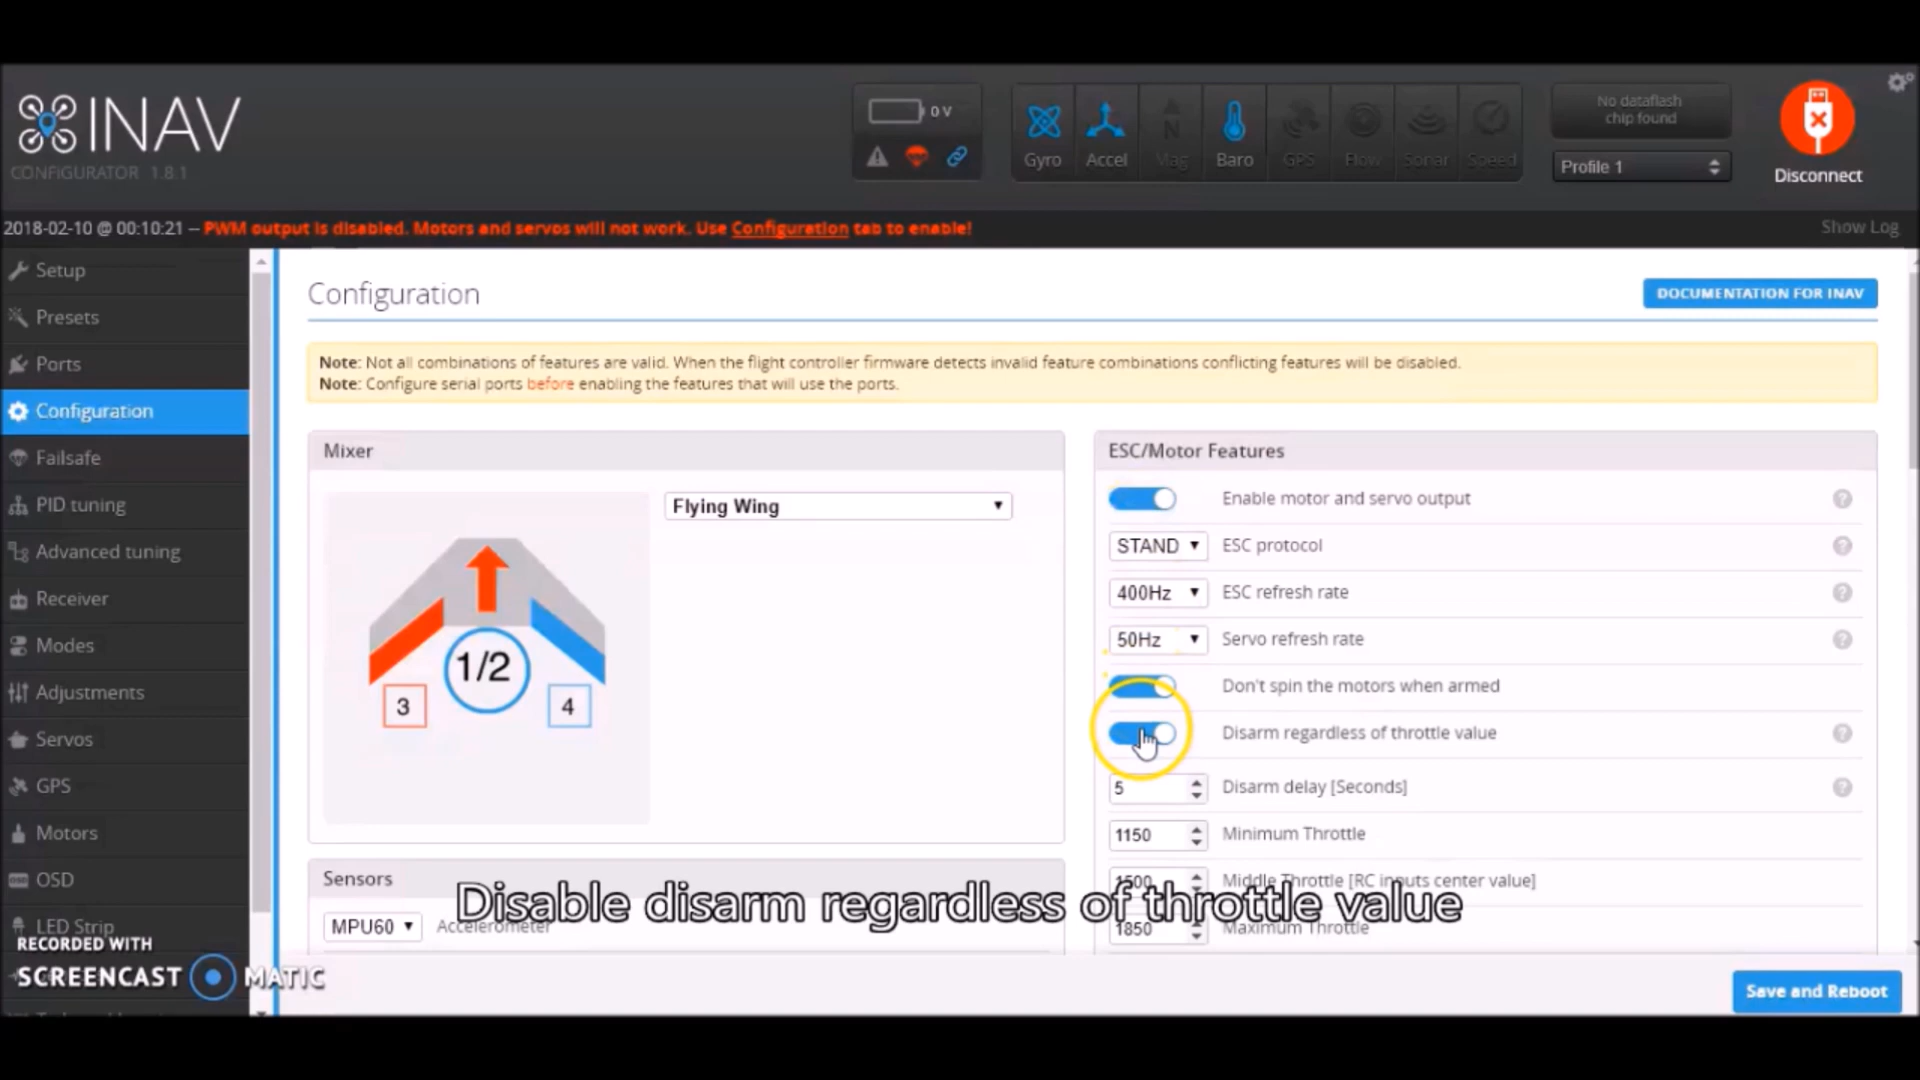 INAV
CONFIGURATOR 1.8.1
0 V
Gyro
Accel
Mag
Baro
GPS
Flow
Sonar
Speed
No dataflash
chip found
Profile 1
Disconnect
2018-02-10 @ 00:10:21 -- PWM output is disabled. Motors and servos will not work. Use Configuration tab to enable!
Show Log
Setup
Presets
Ports
Configuration
Failsafe
PID tuning
Advanced tuning
Receiver
Modes
Adjustments
Servos
GPS
Motors
OSD
LED Strip
Configuration
DOCUMENTATION FOR INAV
Note: Not all combinations of features are valid. When the flight controller firmware detects invalid feature combinations conflicting features will be disabled.
Note: Configure serial ports before enabling the features that will use the ports.
Mixer
Flying Wing
1/2
3
4
Sensors
MPU60
Accelerometer
ESC/Motor Features
Enable motor and servo output
STAND
ESC protocol
400Hz
ESC refresh rate
50Hz
Servo refresh rate
Don't spin the motors when armed
Disarm regardless of throttle value
5
Disarm delay [Seconds]
1150
Minimum Throttle
1500
Middle Throttle [RC inputs center value]
1850
Maximum Throttle
Disable disarm regardless of throttle value
RECORDED WITH
SCREENCAST MATIC
Save and Reboot